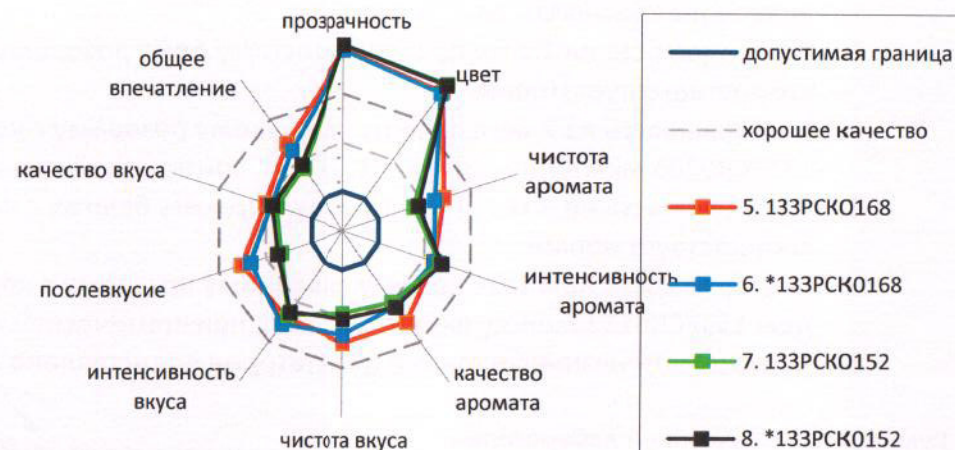 прозрачность
цвет
чистота
аромата
интенсивность
аромата
качество
аромата
чистота вкуса
интенсивность
вкуса
послевкусие
качество вкуса
общее
впечатление
допустимая граница
хорошее качество
5. 133РСКО168
6. *133РСКО168
7. 133РСКО152
8. *133РСКО152